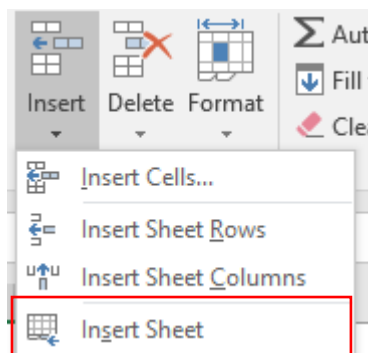 Σ Aut
Fill
Insert Delete Format
Cle
Insert Cells...
Insert Sheet Rows
Insert Sheet Columns
Insert Sheet